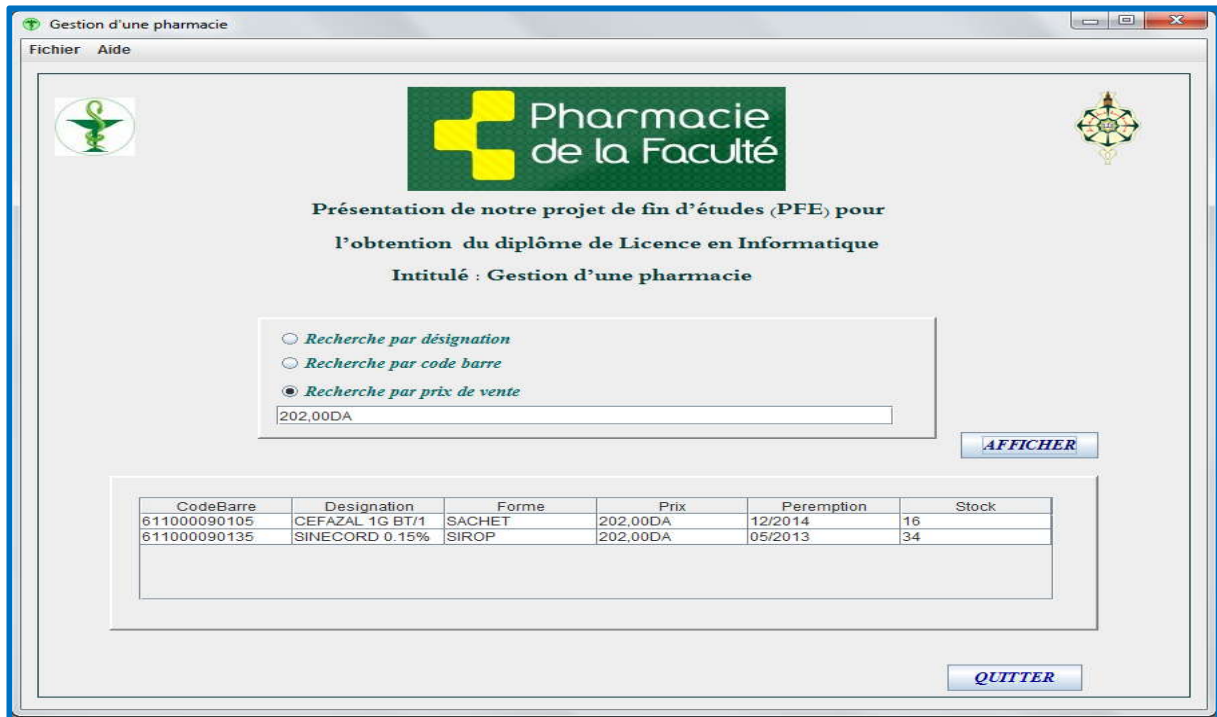 Gestion d'une pharmacie
Fichier Aide
Pharmacie
de la Faculté
Présentation de notre projet de fin d'études (PFE) pour
l'obtention du diplôme de Licence en Informatique
Intitulé : Gestion d'une pharmacie
Recherche par désignation
Recherche par code barre
Recherche par prix de vente
202,00DA
AFFICHER
CodeBarre Designation Forme Prix Peremption Stock
611000090105 CEFAZAL 1G BT/1 SACHET 202,00DA 12/2014 16
611000090135 SINECORD 0.15% SIROP 202,00DA 05/2013 34
QUITTER